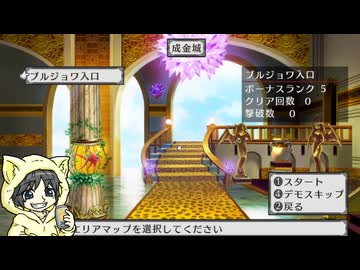 成金城
ブルジョワ入口
ブルジョワ入口
ボーナスランク 5
クリア回数 0
撃破数 0
①スタート
④デモスキップ
②戻る
エリアマップを選択してください